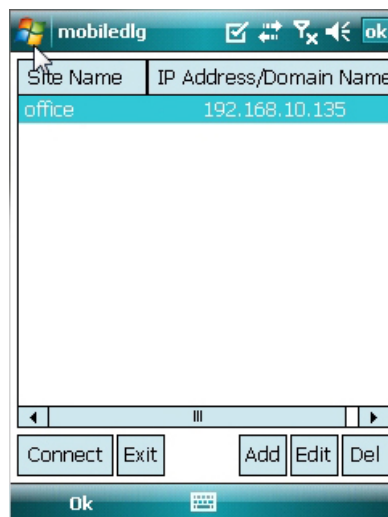 mobiledlg ok
Site Name IP Address/Domain Name
office 192.168.10.135
Connect Exit Add Edit Del
Ok